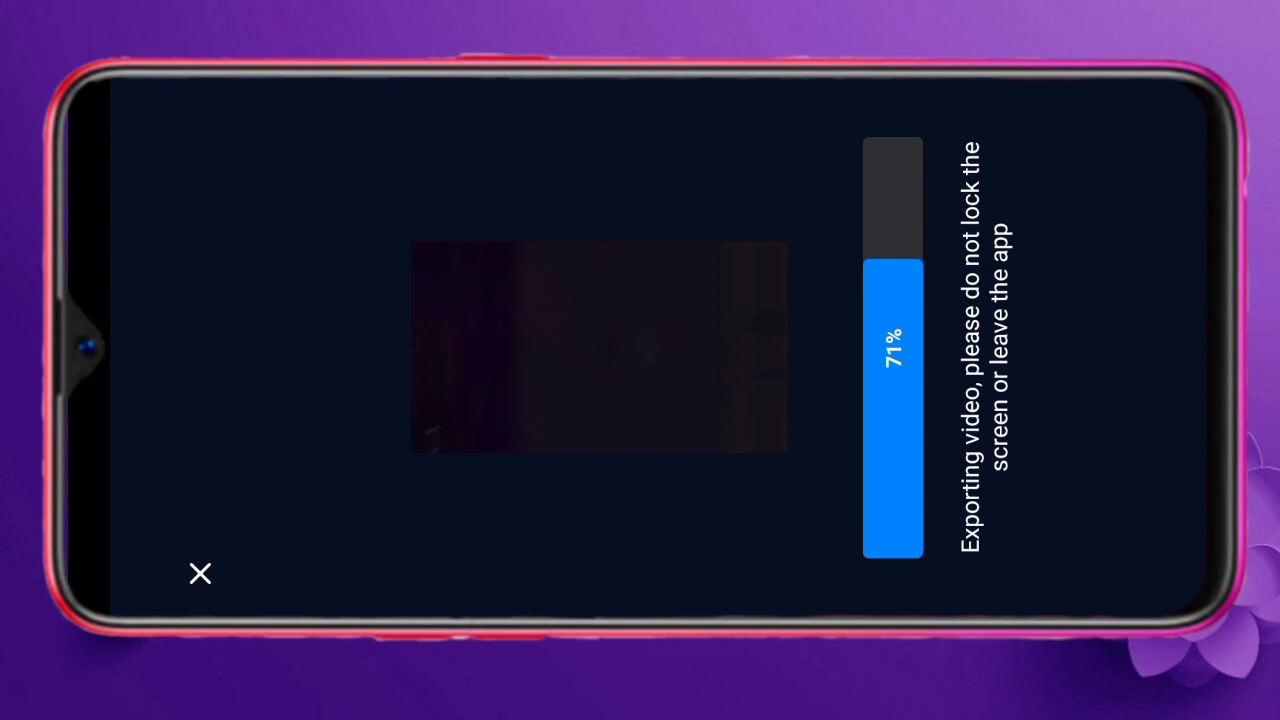 71%
Exporting video, please do not lock the
screen or leave the app